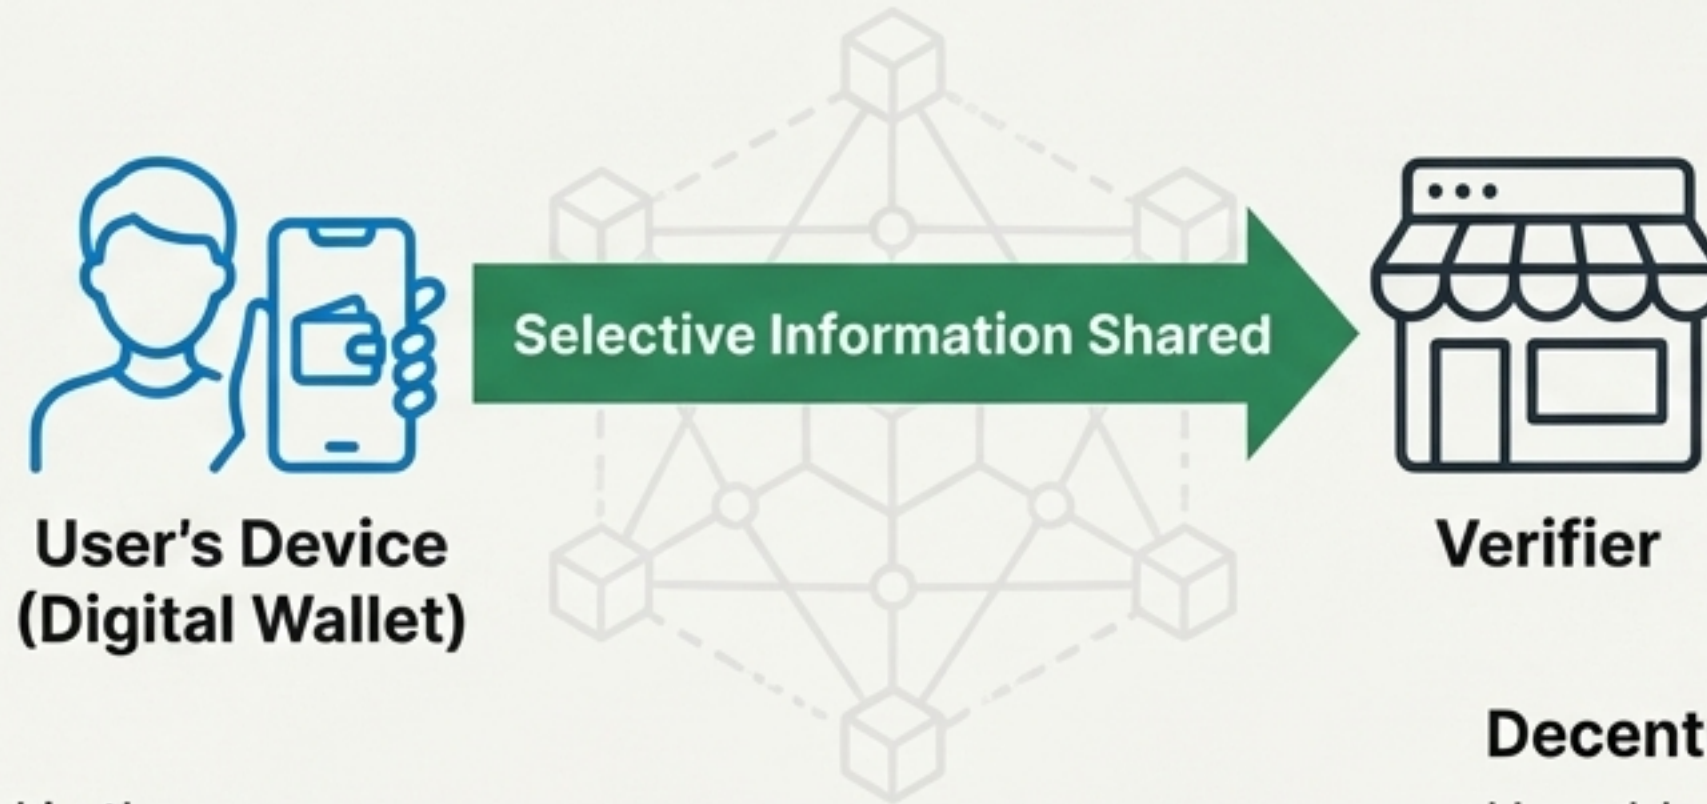 Selective Information Shared
User's Device
(Digital Wallet)
Verifier
Decent